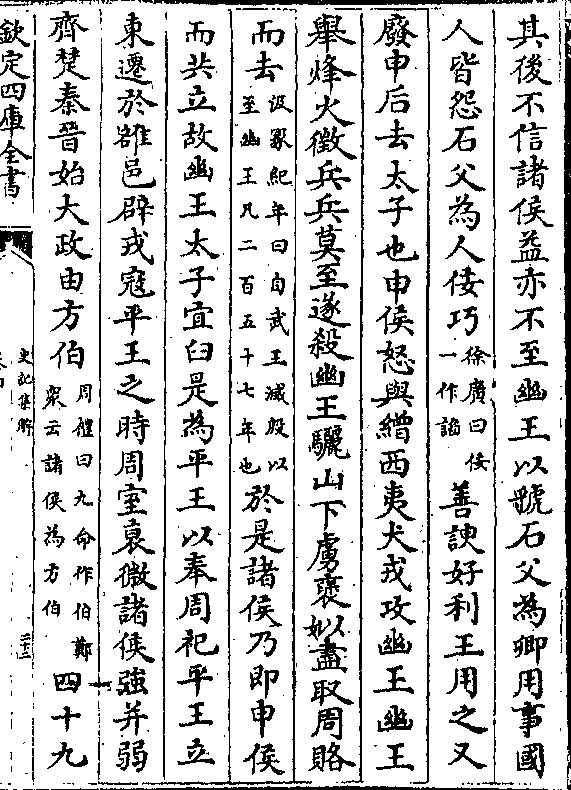 其後不信諸侯益亦不至幽王以虢石父為卿用事國
人皆怨石父為人佞巧徐廣曰佞一作諂善諛好利王用之又
廢申后去太子也申侯怒與繒西夷犬戎攻幽王幽王
舉烽火徵兵兵莫至遂殺幽王驪山下虜褒姒盡取周賂
而去汲冢紀年曰自武王滅殷以至幽王凡二百五十七年也於是諸侯乃即申侯
而共立故幽王太子宜臼是為平王以奉周祀平王立
東遷於雒邑辟戎寇平王之時周室衰微諸侯強并弱
齊楚秦晉始大政由方伯周禮曰九命作伯鄭衆云諸侯為方伯四十九
欽定四庫全書
史記集解
二十二